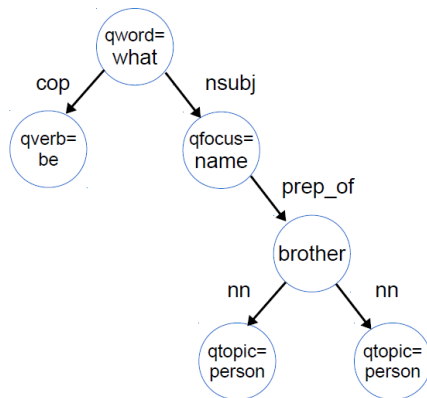 qword=
what
cop
nsubj
qverb=
be
qfocus=
name
prep_of
brother
nn
nn
qtopic=
person
qtopic=
person